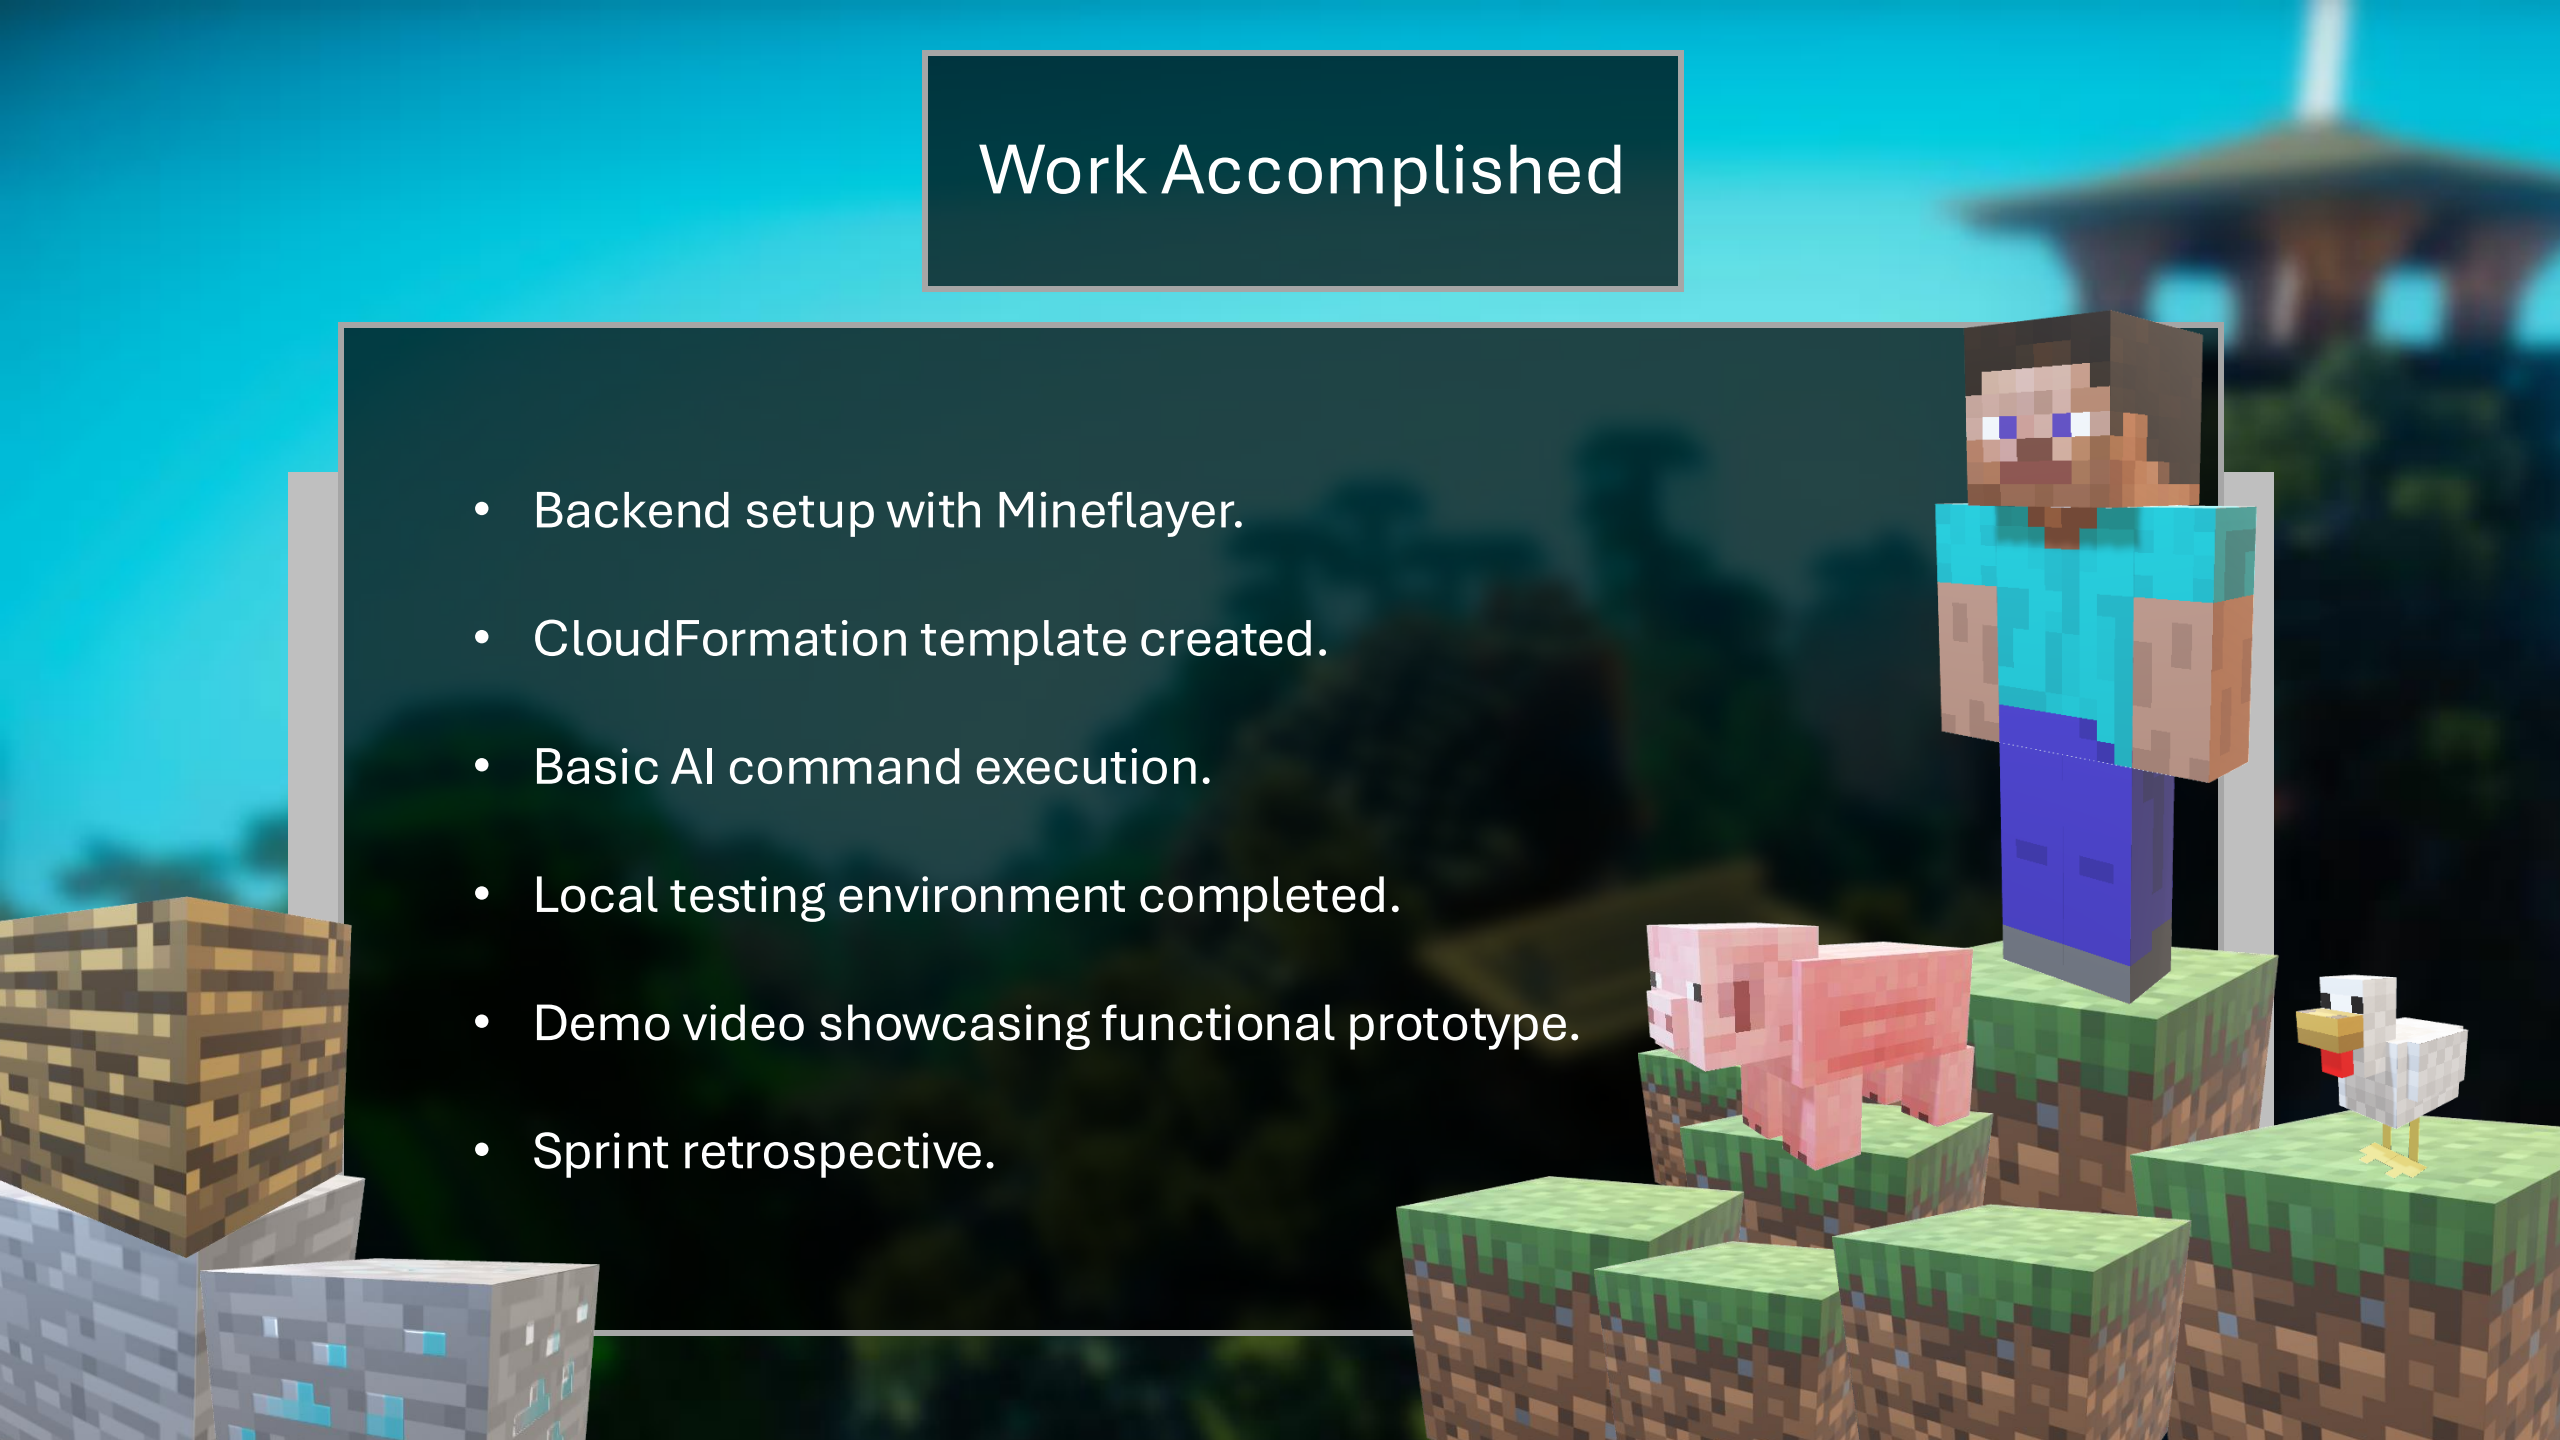 Work Accomplished
• Backend setup with Mineflayer.
• CloudFormation template created.
• Basic AI command execution.
• Local testing environment completed.
• Demo video showcasing functional prototype.
• Sprint retrospective.